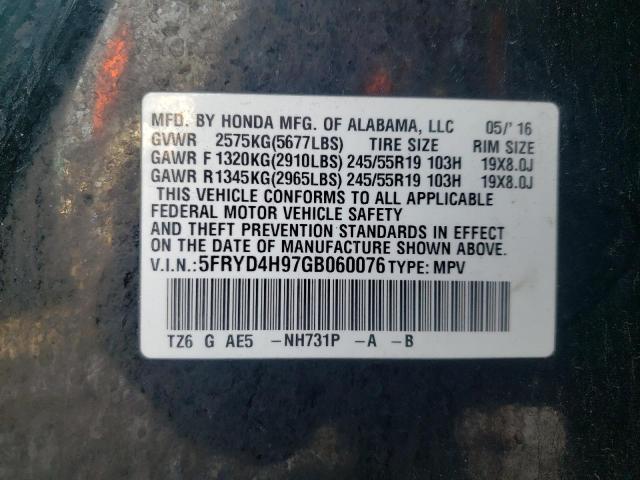 MFD. BY HONDA MFG. OF ALABAMA, LLC 05/'16
GVWR 2575KG(5677LBS) TIRE SIZE RIM SIZE
GAWR F 1320KG(2910LBS) 245/55R19 103H 19X8.0J
GAWR R1345KG(2965LBS) 245/55R19 103H 19X8.0J
THIS VEHICLE CONFORMS TO ALL APPLICABLE
FEDERAL MOTOR VEHICLE SAFETY
AND THEFT PREVENTION STANDARDS IN EFFECT
ON THE DATE OF MANUFACTURE SHOWN ABOVE.
V.I.N.: 5FRYD4H97GB060076 TYPE: MPV
TZ6 G AE5 -NH731P -A -B